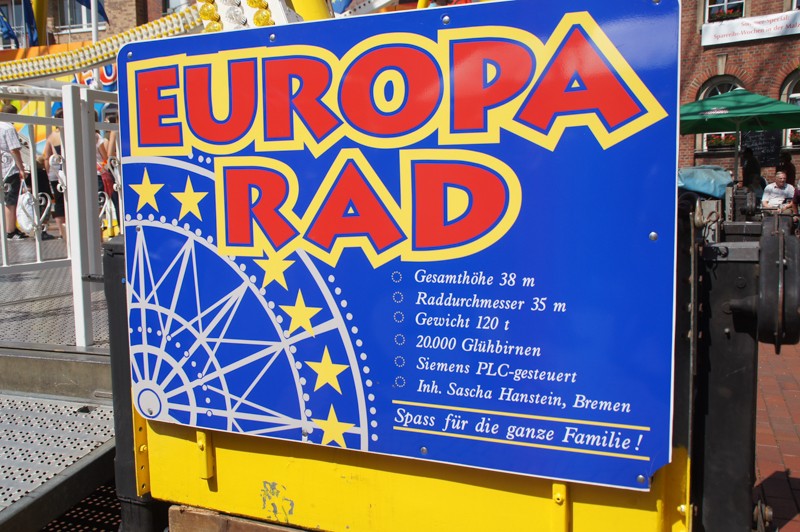 EUROPA
RAD
Gesamthöhe 38 m
Raddurchmesser 35 m
Gewicht 120 t
20.000 Glühbirnen
Siemens PLC-gesteuert
Inh. Sascha Hanstein, Bremen
Spass für die ganze Familie!